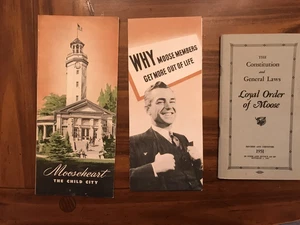 Mooseheart
THE CHILD CITY
WHY MOOSE MEMBERS
GET MORE OUT OF LIFE
THE
Constitution
and
General Laws
Loyal Order
of Moose
1951